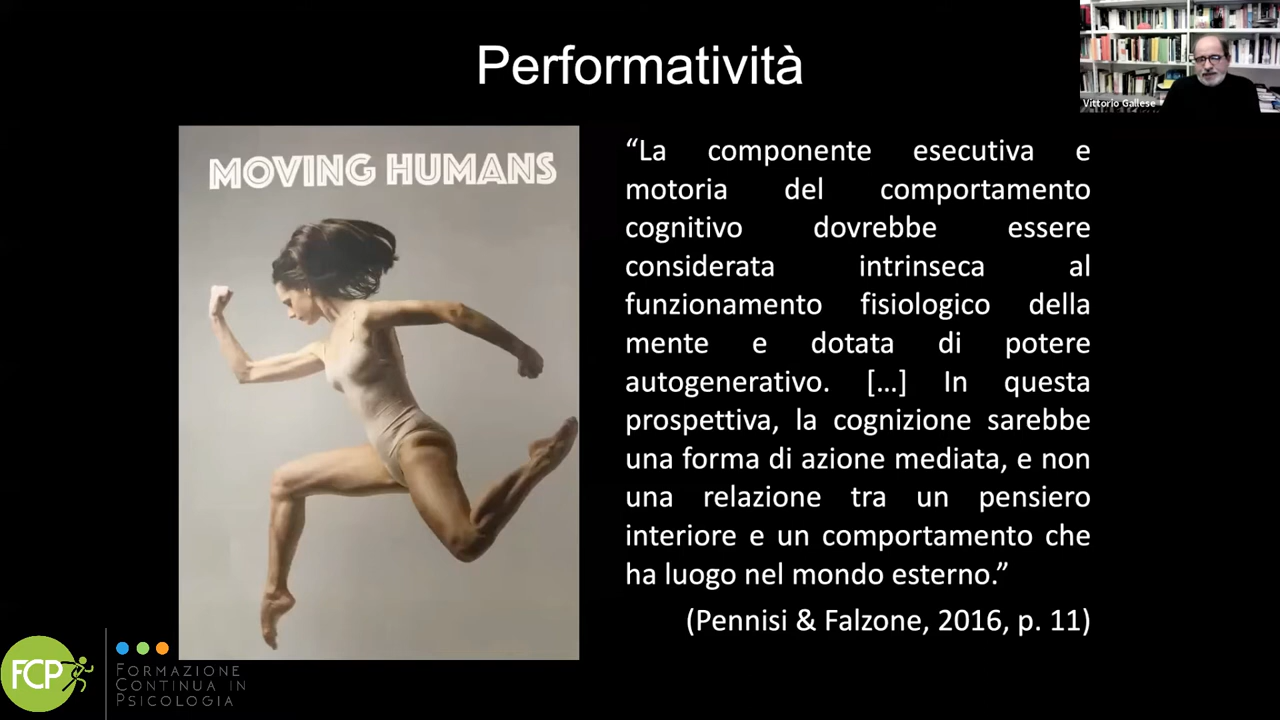 Performatività
Vittorio Gallese
MOVING HUMANS
“La componente esecutiva e
motoria del comportamento
cognitivo dovrebbe essere
considerata intrinseca al
funzionamento fisiologico della
mente e dotata di potere
autogenerativo. […] In questa
prospettiva, la cognizione sarebbe
una forma di azione mediata, e non
una relazione tra un pensiero
interiore e un comportamento che
ha luogo nel mondo esterno.”
(Pennisi & Falzone, 2016, p. 11)
FCP
FORMAZIONE
CONTINUA IN
PSICOLOGIA